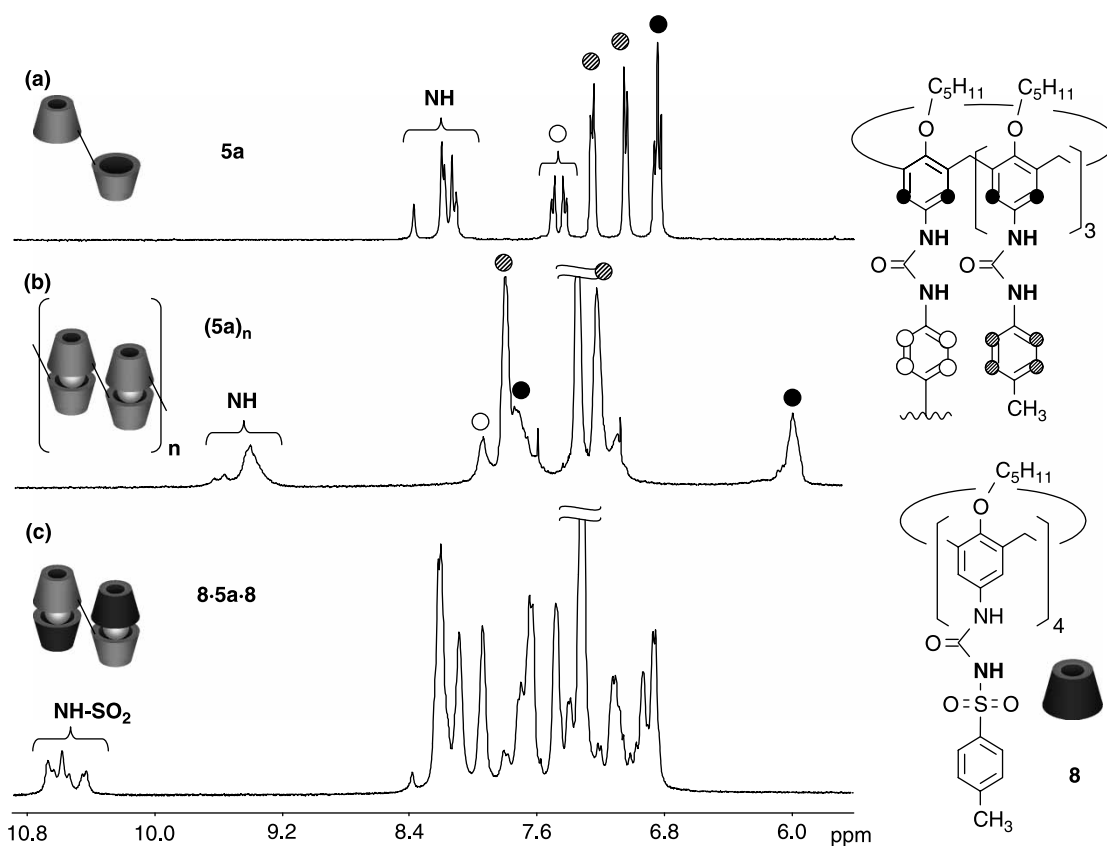 (a)
5a
NH
(b)
(5a)n
n
NH
(c)
8·5a·8
NH-SO2
10.8 10.0 9.2 8.4 7.6 6.8 6.0 ppm
C5H11 C5H11
O O
3
NH NH
O O
NH NH
CH3
C5H11
O
4
NH
O
NH
O=S=O
8
CH3